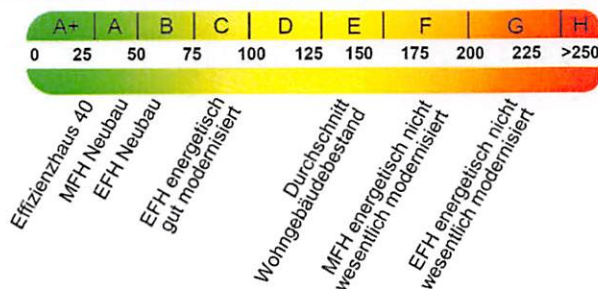 A+ A B C D E F G H
0 25 50 75 100 125 150 175 200 225 >250
Effizienzhaus 40
MFH Neubau
EFH Neubau
EFH energetisch
gut modernisiert
Durchschnitt
Wohngebäudebestand
MFH energetisch nicht
wesentlich modernisiert
EFH energetisch nicht
wesentlich modernisiert